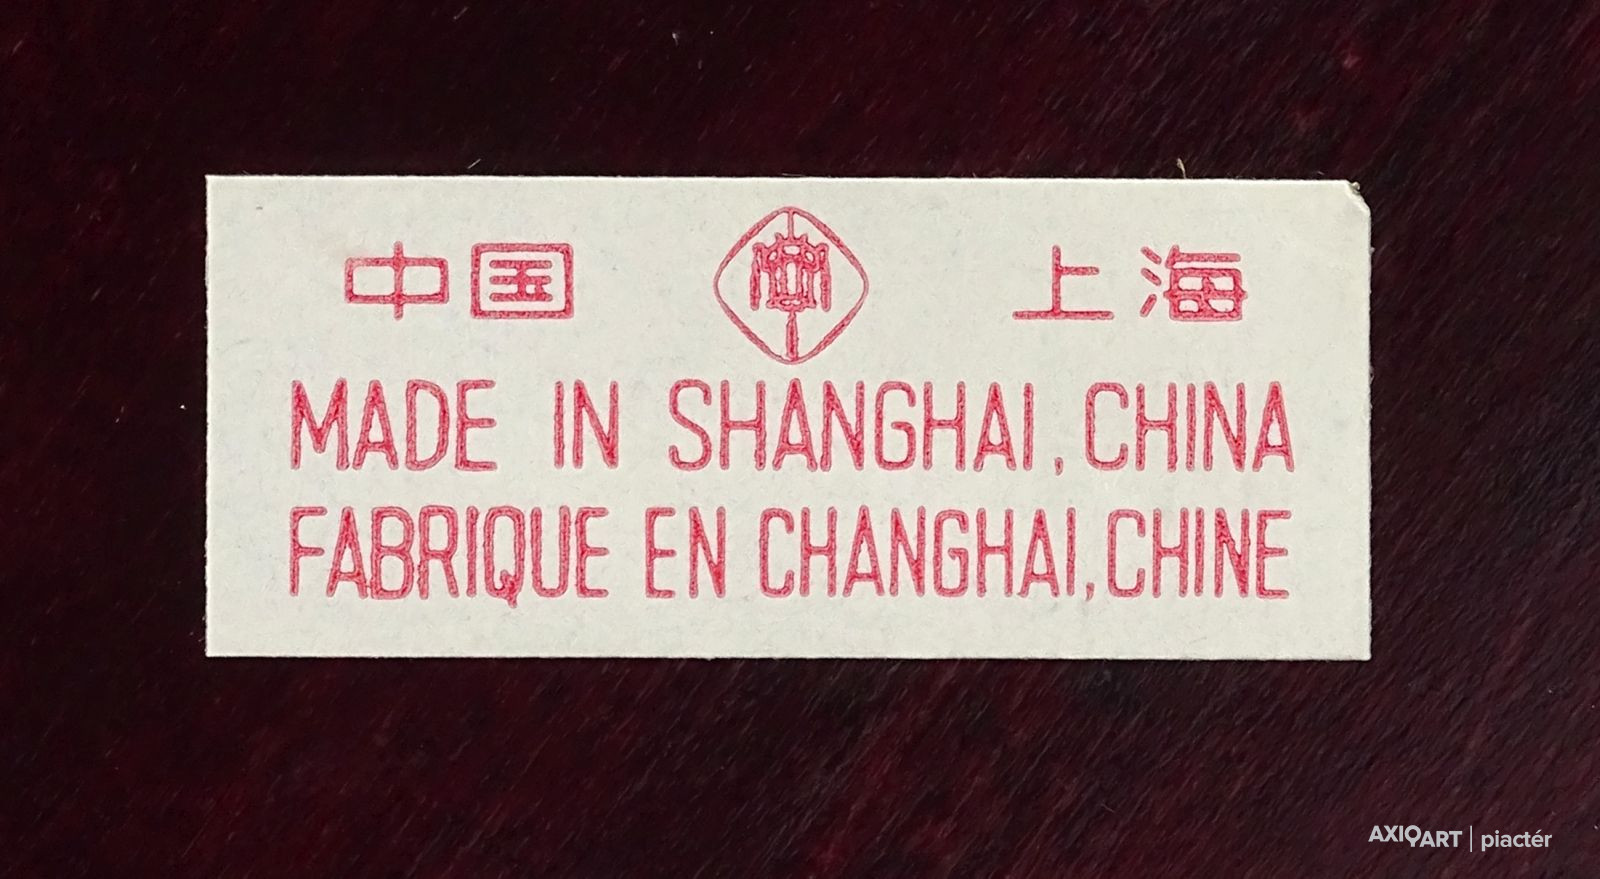 中国 上海
MADE IN SHANGHAI, CHINA
FABRIQUE EN CHANGHAI, CHINE
AXIOART | piactér